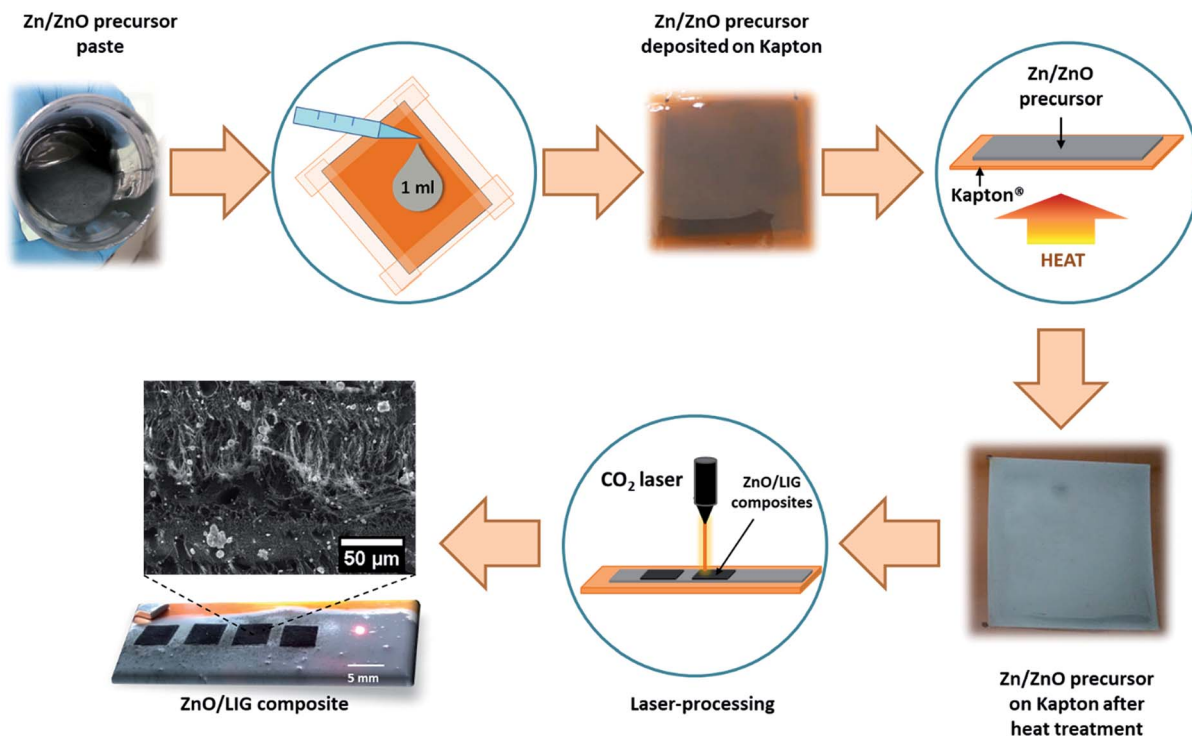 Zn/ZnO precursor
paste
1 ml
Zn/ZnO precursor
deposited on Kapton
Zn/ZnO
precursor
Kapton®
HEAT
Zn/ZnO precursor
on Kapton after
heat treatment
CO₂ laser
ZnO/LIG
composites
Laser-processing
50 µm
5 mm
ZnO/LIG composite